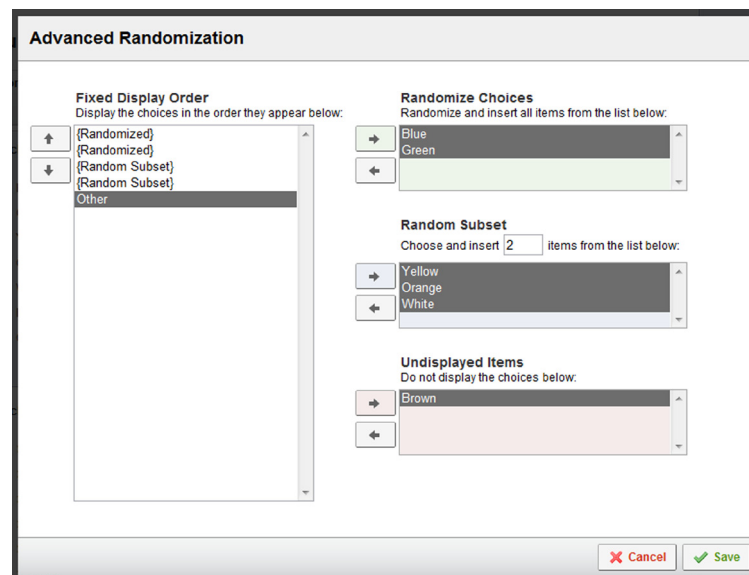 Advanced Randomization
Fixed Display Order
Display the choices in the order they appear below:
{Randomized}
{Randomized}
{Random Subset}
{Random Subset}
Other
Randomize Choices
Randomize and insert all items from the list below:
Blue
Green
Random Subset
Choose and insert 2 items from the list below:
Yellow
Orange
White
Undisplayed Items
Do not display the choices below:
Brown
Cancel
Save